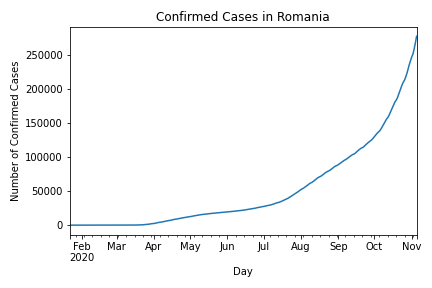 Confirmed Cases in Romania
Number of Confirmed Cases
250000
200000
150000
100000
50000
0
Feb Mar Apr May Jun Jul Aug Sep Oct Nov
2020
Day